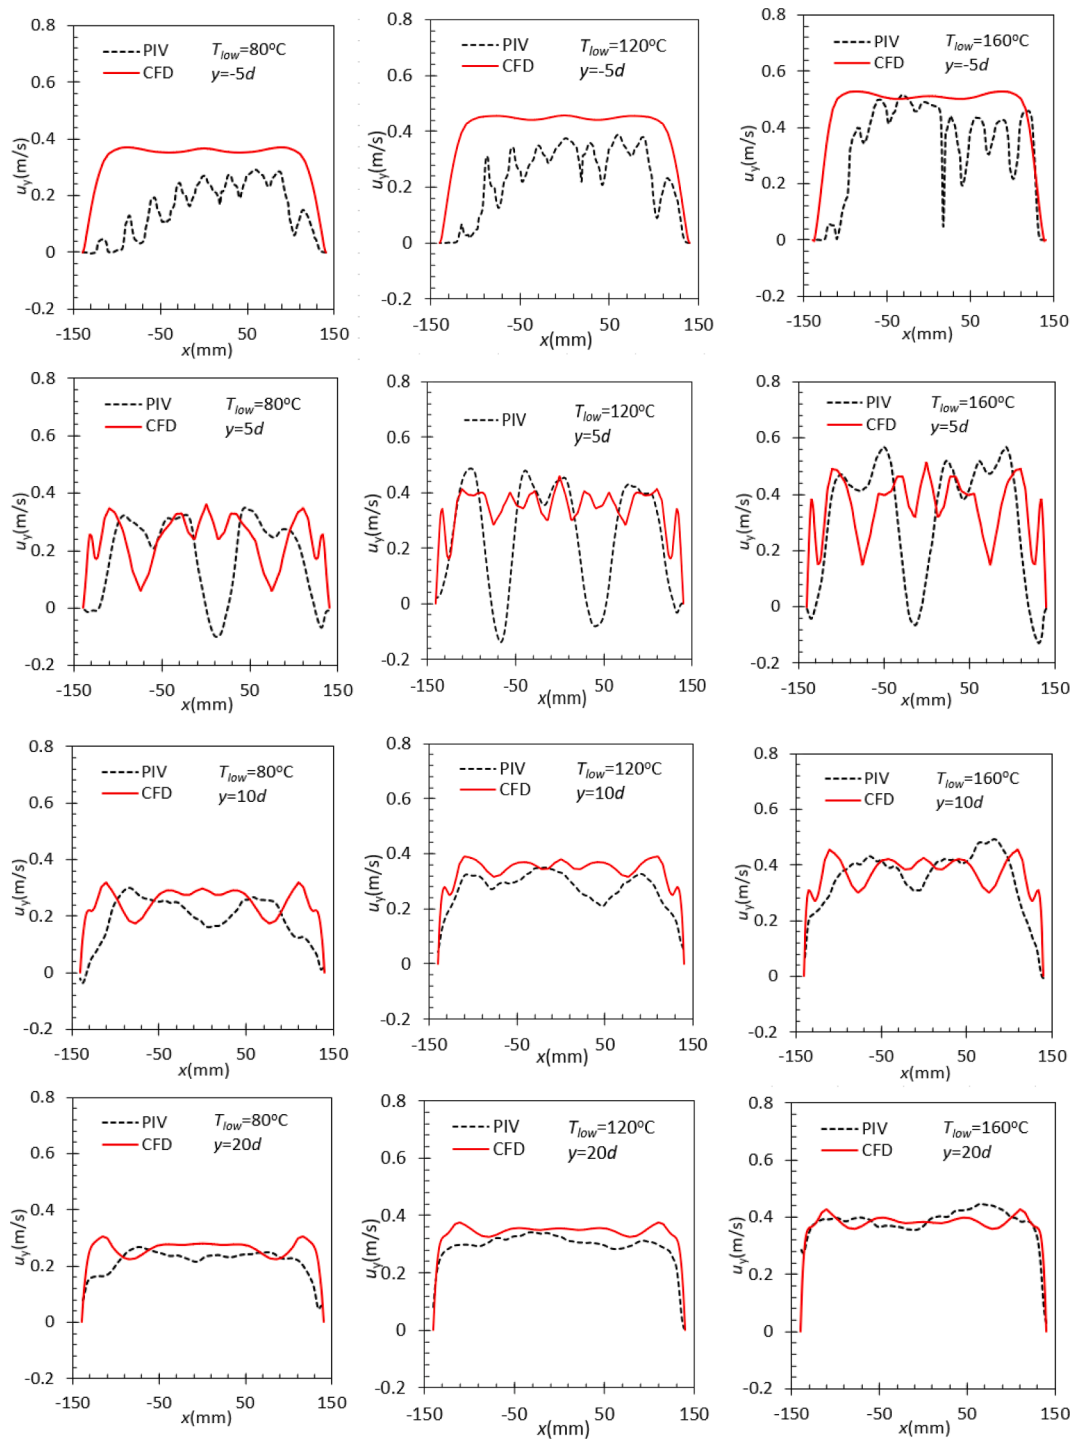 0.8
PIV T_low=80°C
CFD y=-5d
0.6
0.4
0.2
0
-0.2
u_y(m/s)
-150 -50 50 150
x(mm)
0.8
PIV T_low=120°C
CFD y=-5d
0.6
0.4
0.2
0
-0.2
u_y(m/s)
-150 -50 50 150
x(mm)
0.8
PIV T_low=160°C
CFD y=-5d
0.6
0.4
0.2
0
-0.2
u_y(m/s)
-150 -50 50 150
x(mm)
0.8
PIV T_low=80°C
CFD y=5d
0.6
0.4
0.2
0
-0.2
u_y(m/s)
-150 -50 50 150
x(mm)
0.8
PIV T_low=120°C
y=5d
0.6
0.4
0.2
0
-0.2
u_y(m/s)
-150 -50 50 150
x(mm)
0.8
PIV T_low=160°C
CFD y=5d
0.6
0.4
0.2
0
-0.2
u_y(m/s)
-150 -50 50 150
x(mm)
0.8
PIV T_low=80°C
CFD y=10d
0.6
0.4
0.2
0
-0.2
u_y(m/s)
-150 -50 50 150
x(mm)
0.8
PIV T_low=120°C
CFD y=10d
0.6
0.4
0.2
0
-0.2
u_y(m/s)
-150 -50 50 150
x(mm)
0.8
PIV T_low=160°C
CFD y=10d
0.6
0.4
0.2
0
-0.2
u_y(m/s)
-150 -50 50 150
x(mm)
0.8
PIV T_low=80°C
CFD y=20d
0.6
0.4
0.2
0
-0.2
u_y(m/s)
-150 -50 50 150
x(mm)
0.8
PIV T_low=120°C
CFD y=20d
0.6
0.4
0.2
0
-0.2
u_y(m/s)
-150 -50 50 150
x(mm)
0.8
PIV T_low=160°C
CFD y=20d
0.6
0.4
0.2
0
-0.2
u_y(m/s)
-150 -50 50 150
x(mm)